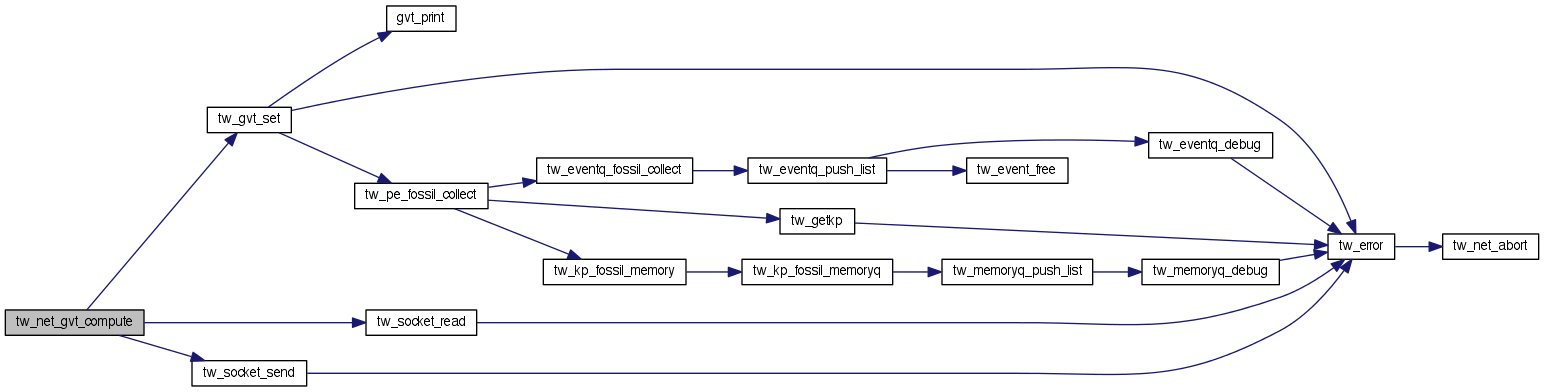 gvt_print
tw_gvt_set
tw_eventq_debug
tw_eventq_fossil_collect
tw_eventq_push_list
tw_event_free
tw_pe_fossil_collect
tw_getkp
tw_error
tw_net_abort
tw_kp_fossil_memory
tw_kp_fossil_memoryq
tw_memoryq_push_list
tw_memoryq_debug
tw_net_gvt_compute
tw_socket_read
tw_socket_send